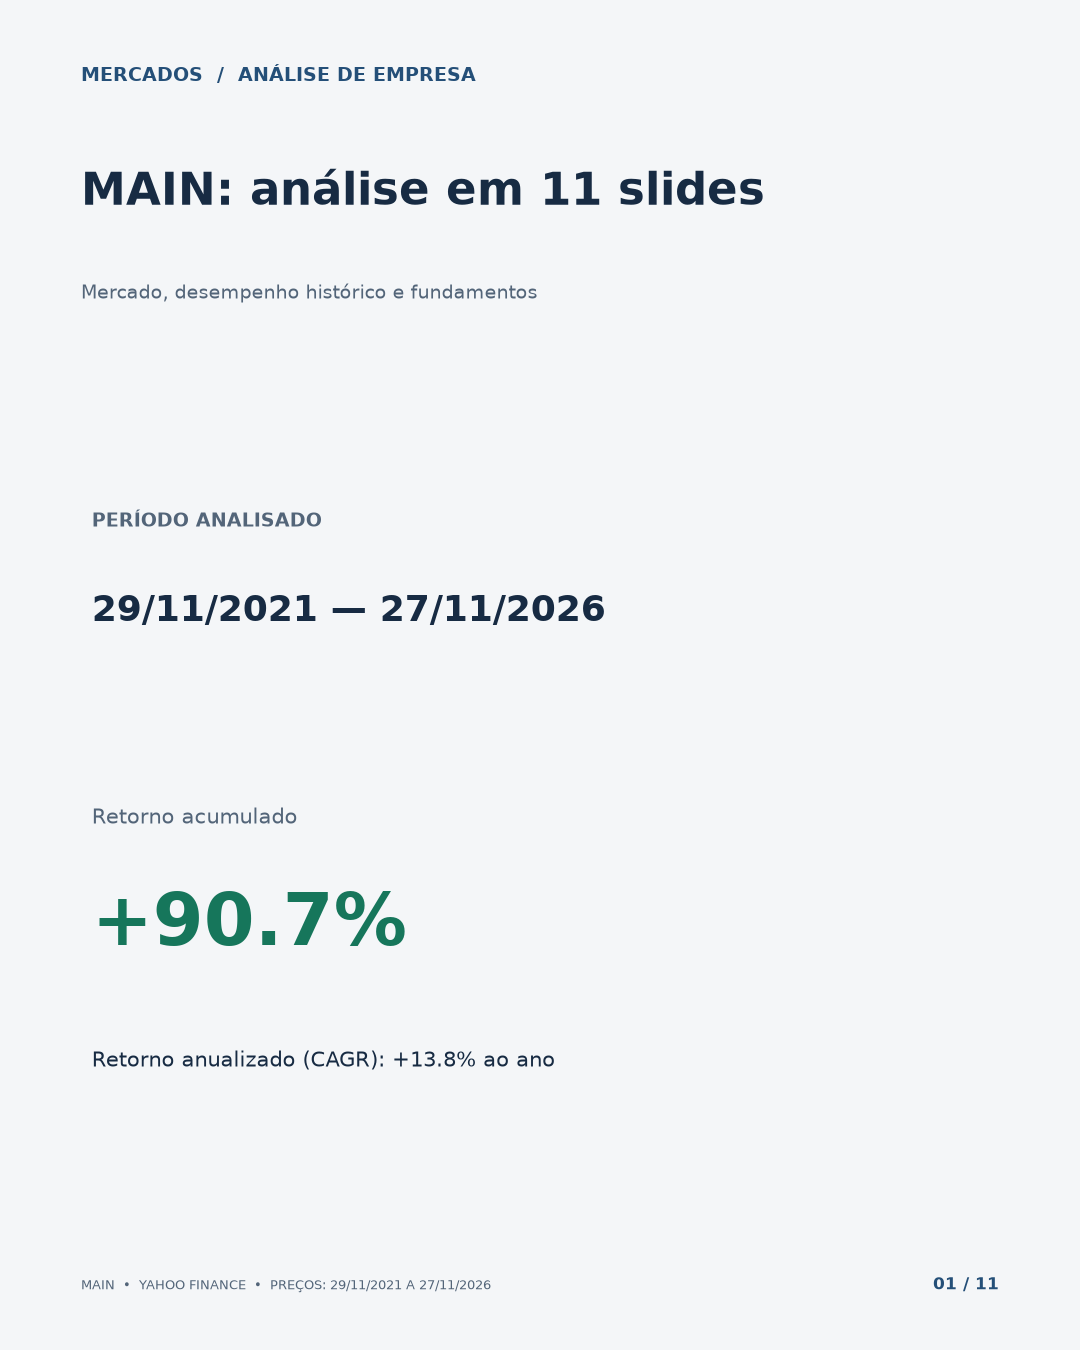 MERCADOS / ANÁLISE DE EMPRESA
MAIN: análise em 11 slides
Mercado, desempenho histórico e fundamentos
PERÍODO ANALISADO
29/11/2021 — 27/11/2026
Retorno acumulado
+90.7%
Retorno anualizado (CAGR): +13.8% ao ano
MAIN • YAHOO FINANCE • PREÇOS: 29/11/2021 A 27/11/2026
01 / 11